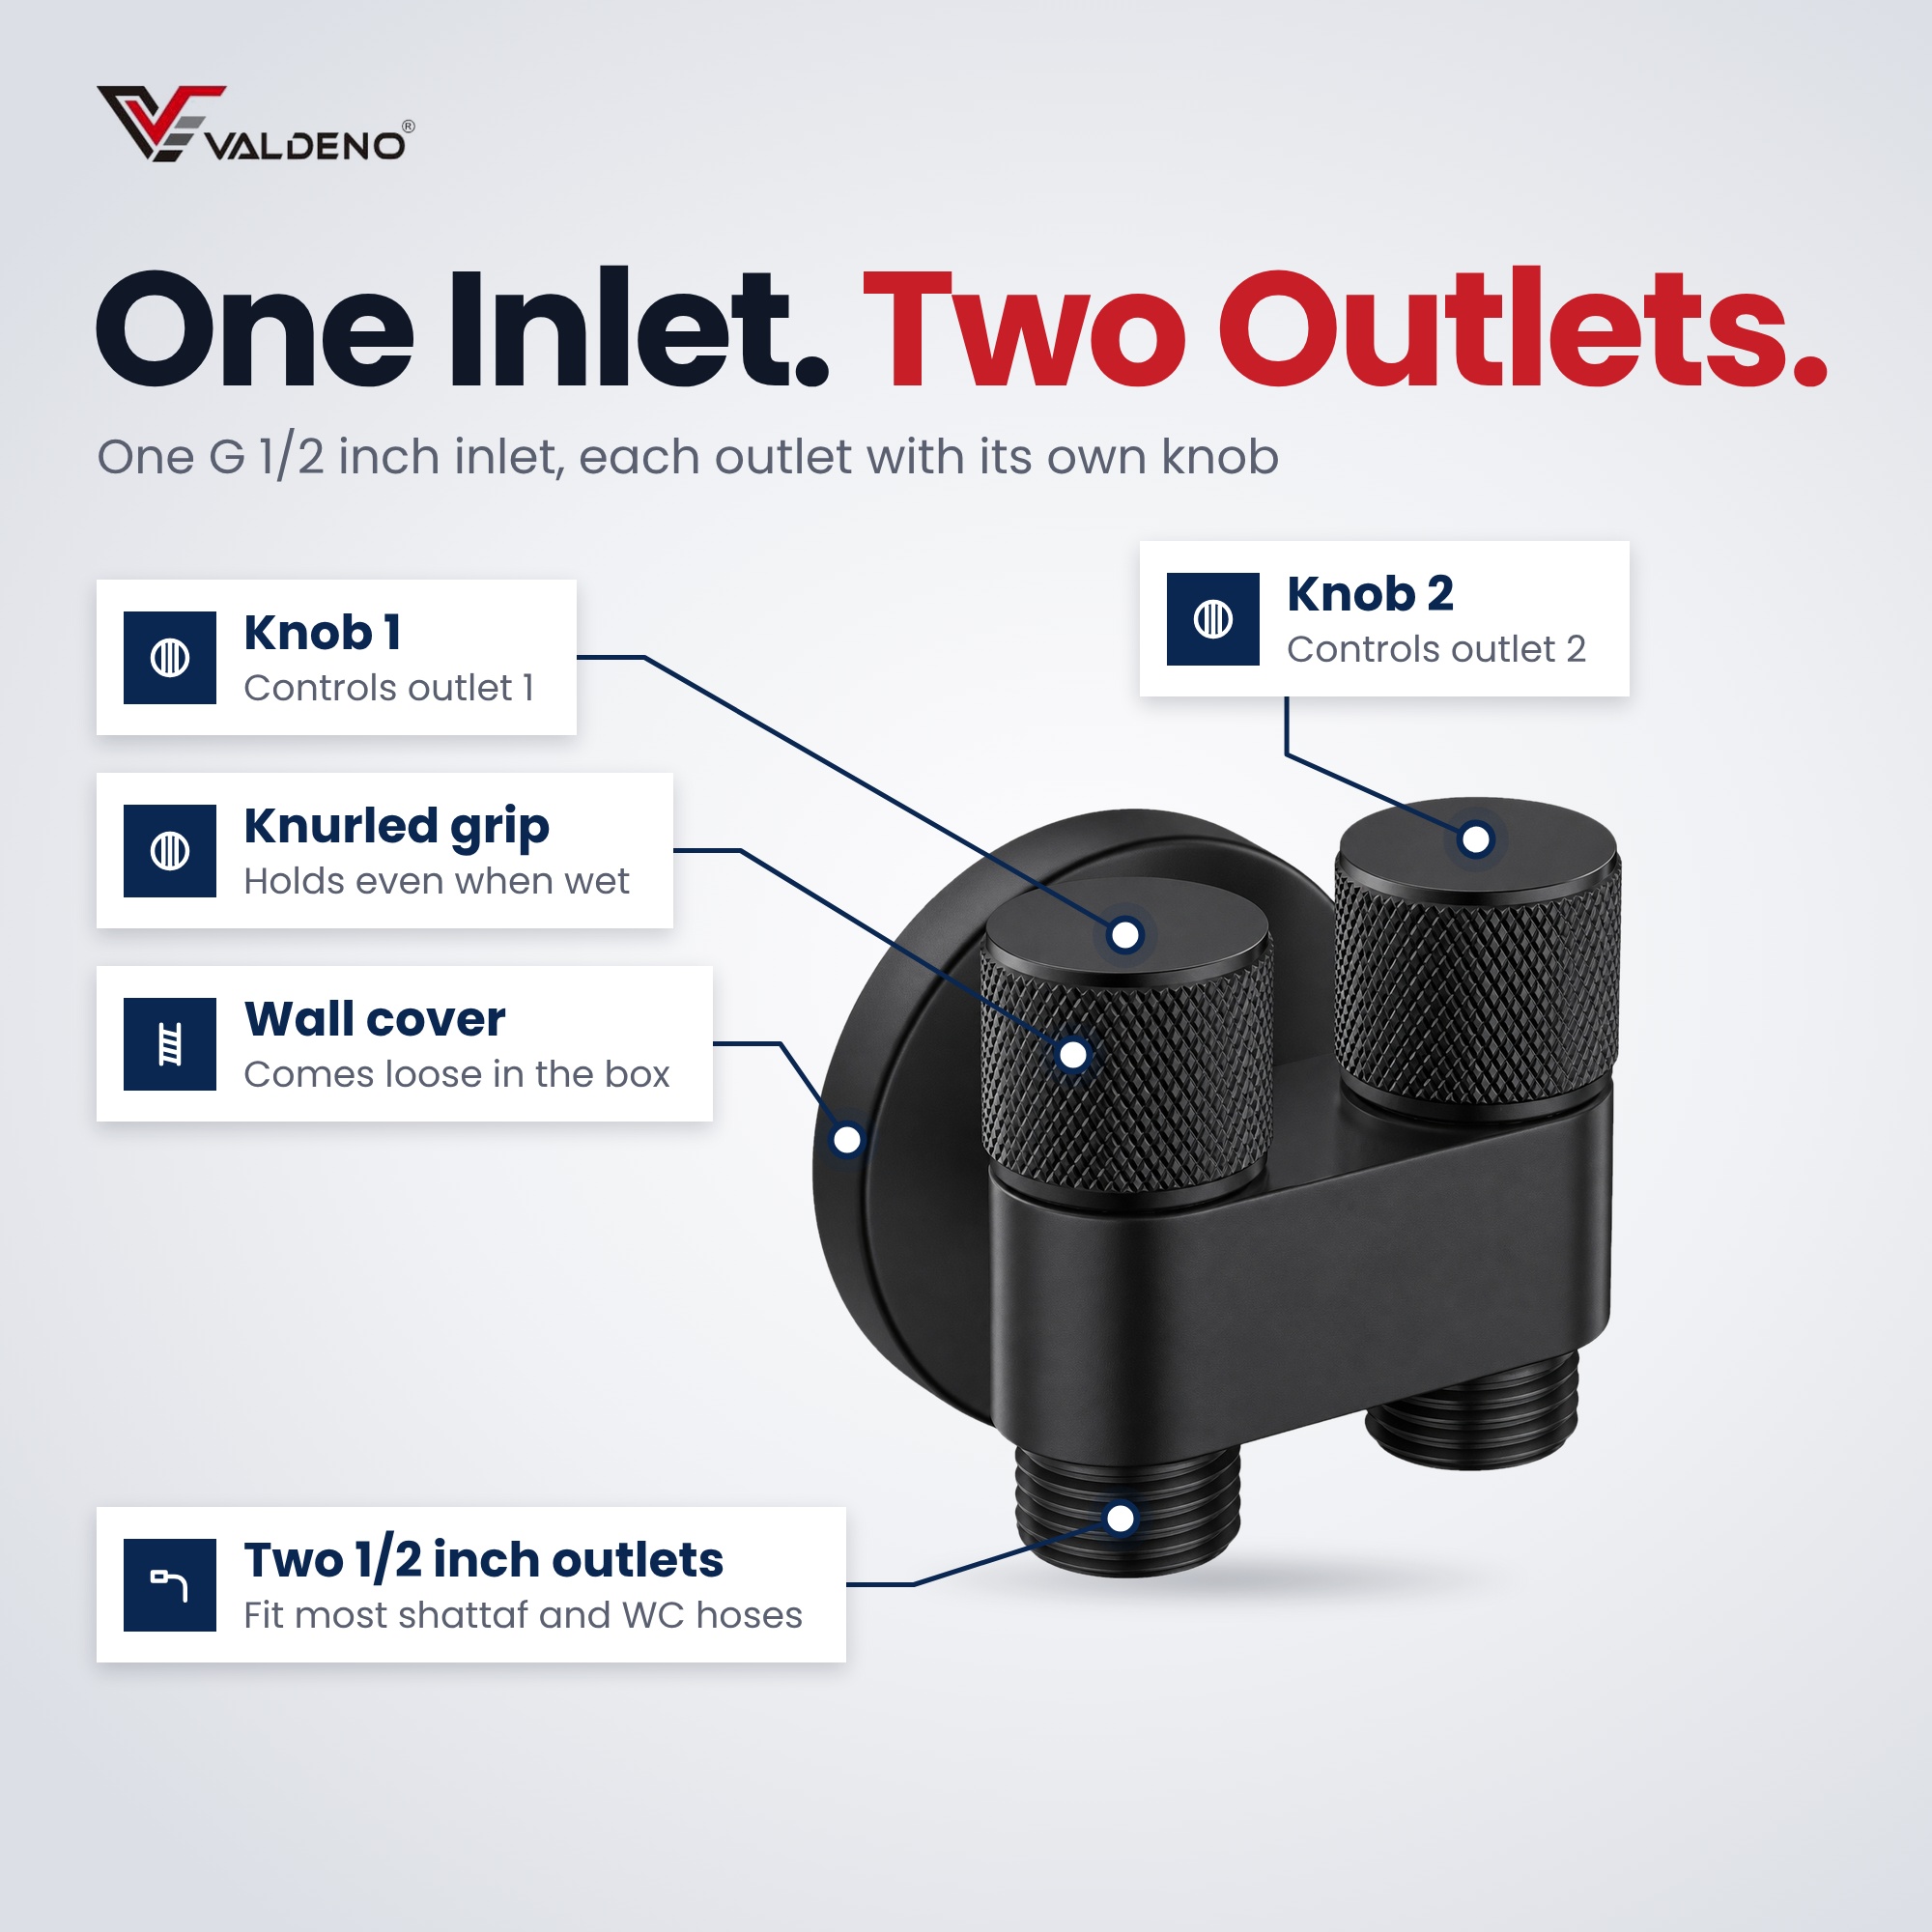 VALDENO®
One Inlet. Two Outlets.
One G 1/2 inch inlet, each outlet with its own knob
Knob 2
Controls outlet 2
Knob 1
Controls outlet 1
Knurled grip
Holds even when wet
Wall cover
Comes loose in the box
Two 1/2 inch outlets
Fit most shattaf and WC hoses